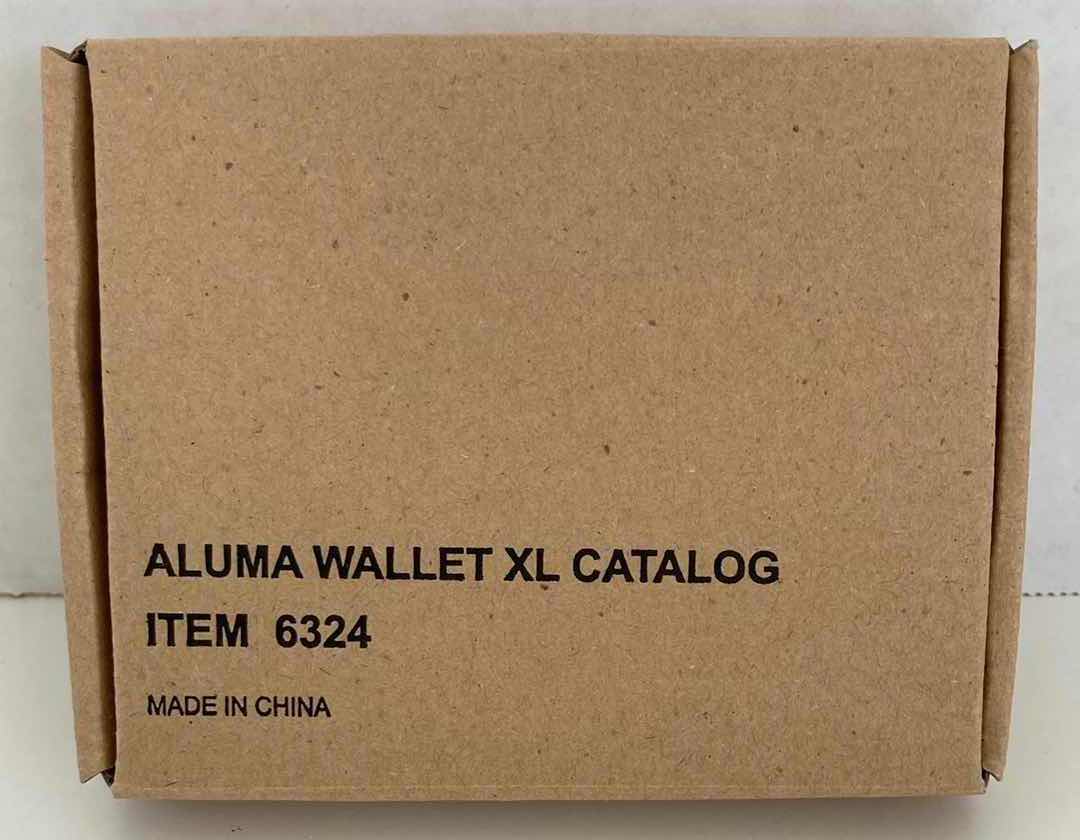 ALUMA WALLET XL CATALOG
ITEM 6324
MADE IN CHINA